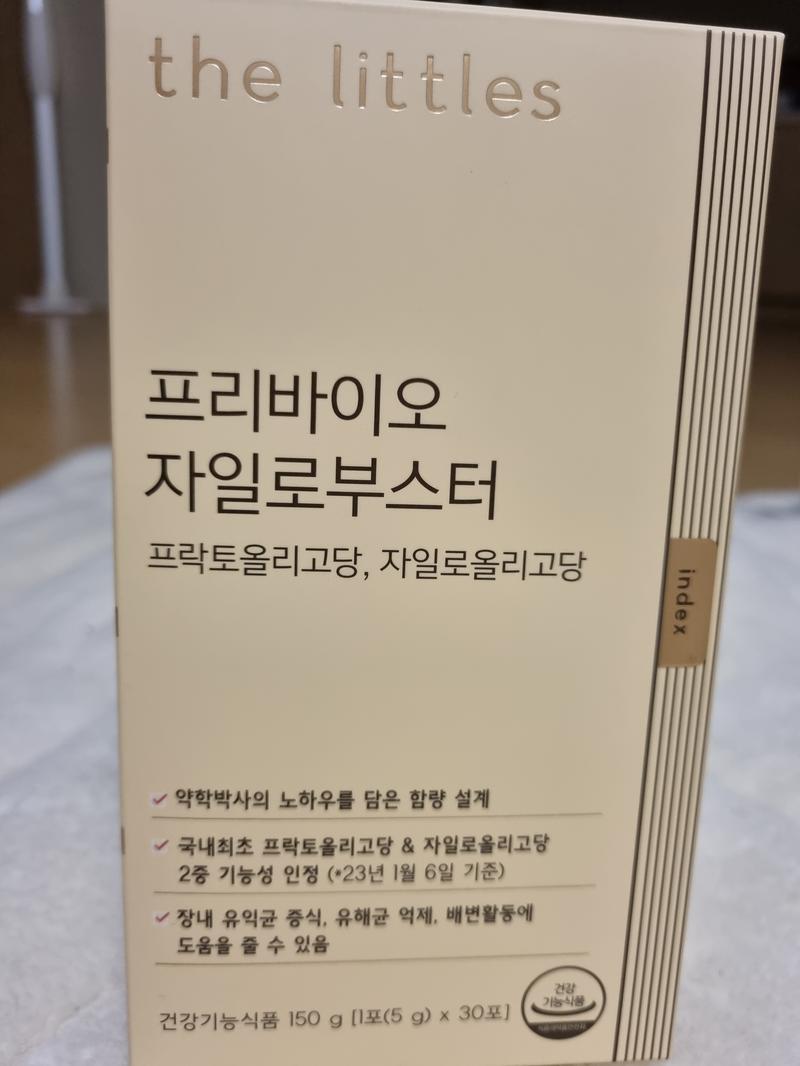 the littles
프리바이오
자일로부스터
프락토올리고당, 자일로올리고당
index
약학박사의 노하우를 담은 함량 설계
국내최초 프락토올리고당 & 자일로올리고당
2중 기능성 인정 (*23년 1월 6일 기준)
장내 유익균 증식, 유해균 억제, 배변활동에
도움을 줄 수 있음
건강기능식품 150 g [1포(5 g) x 30포]
건강
기능식품